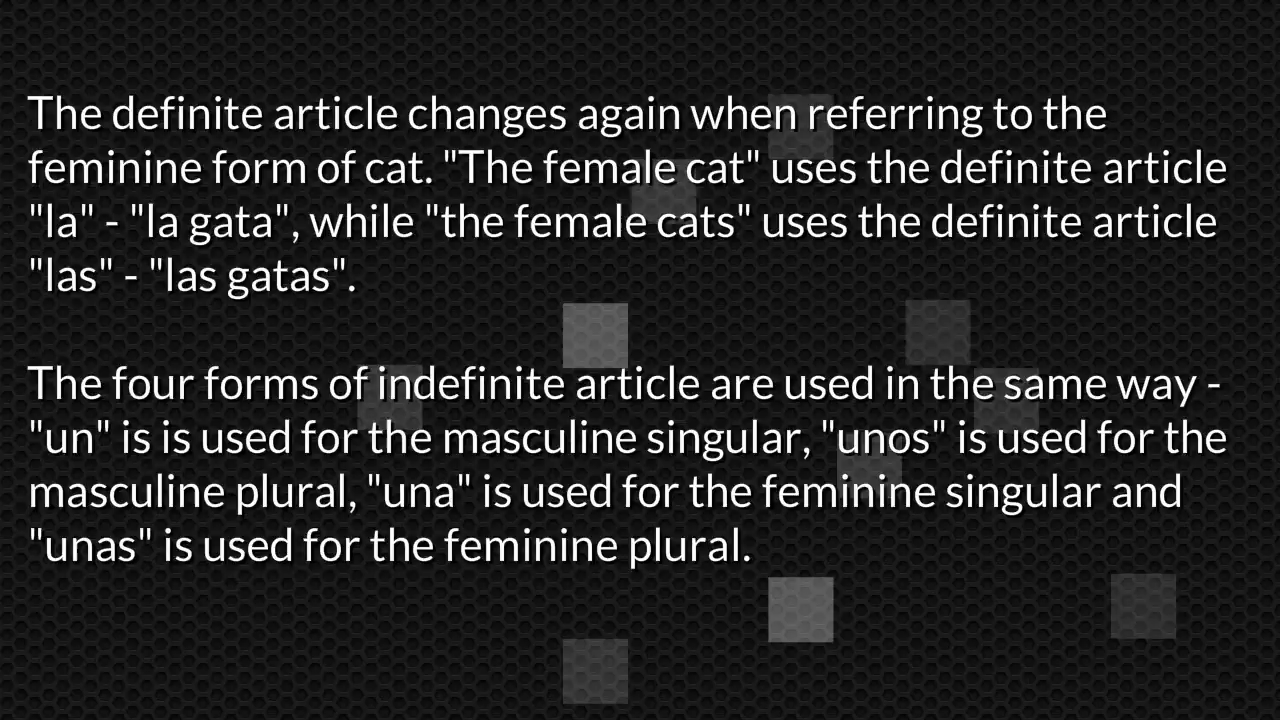 The definite article changes again when referring to the
feminine form of cat. "The female cat" uses the definite article
"la" - "la gata", while "the female cats" uses the definite article
"las" - "las gatas".
The four forms of indefinite article are used in the same way -
"un" is is used for the masculine singular, "unos" is used for the
masculine plural, "una" is used for the feminine singular and
"unas" is used for the feminine plural.